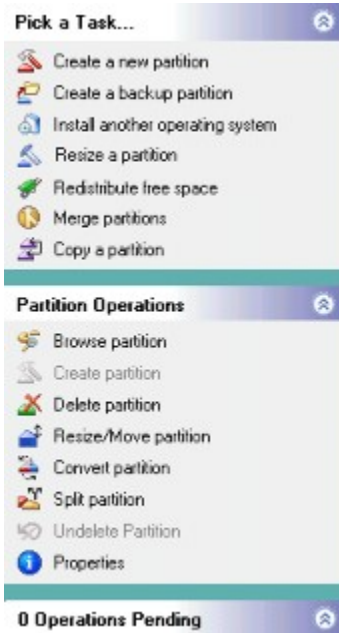 Pick a Task...
Create a new partition
Create a backup partition
Install another operating system
Resize a partition
Redistribute free space
Merge partitions
Copy a partition
Partition Operations
Browse partition
Create partition
Delete partition
Resize/Move partition
Convert partition
Split partition
Undelete Partition
Properties
0 Operations Pending